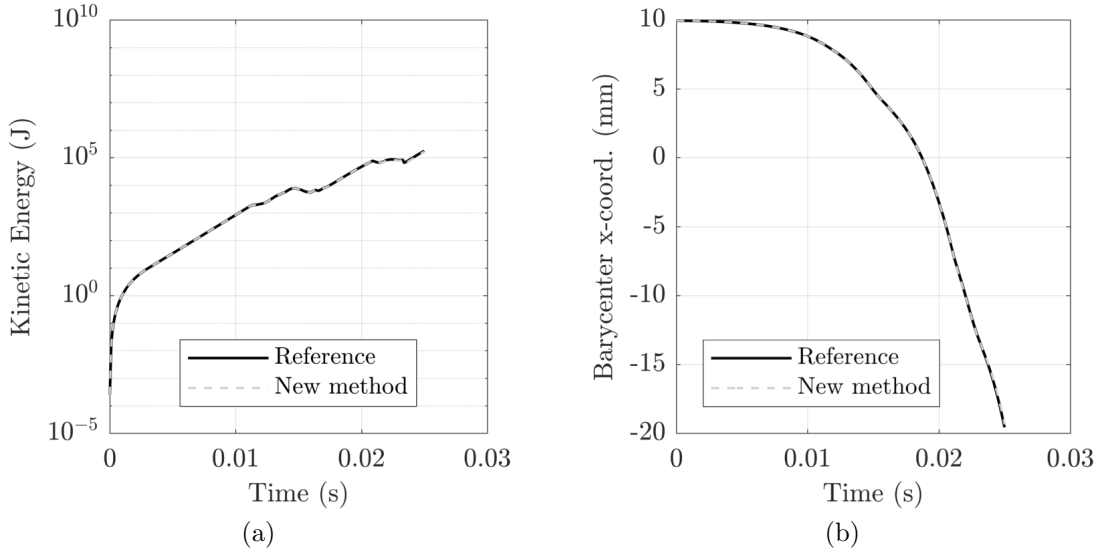 Kinetic Energy (J)
10^10
10^5
10^0
10^-5
0
0.01
0.02
0.03
Time (s)
Reference
New method
(a)
Barycenter x-coord. (mm)
10
5
0
-5
-10
-15
-20
0
0.01
0.02
0.03
Time (s)
Reference
New method
(b)